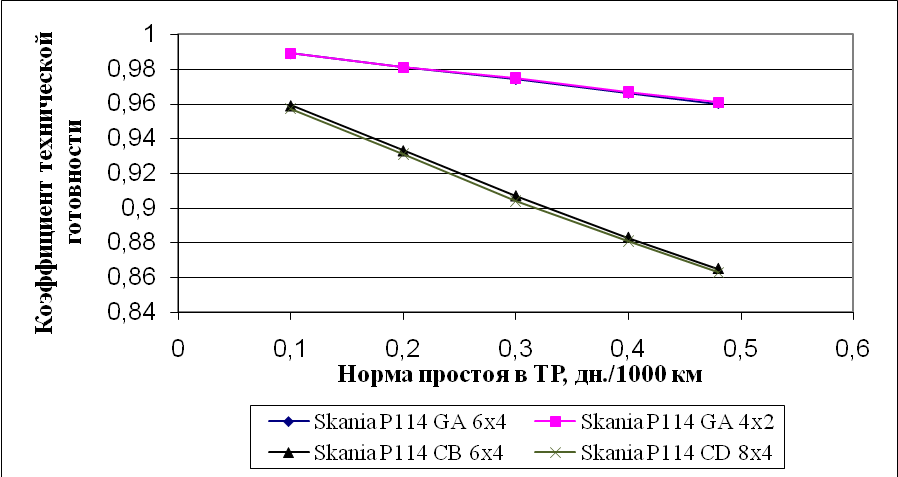 Коэффициент технической
готовности
1
0,98
0,96
0,94
0,92
0,9
0,88
0,86
0,84
0 0,1 0,2 0,3 0,4 0,5 0,6
Норма простоя в ТР, дн./1000 км
Skania P114 GA 6x4 Skania P114 GA 4x2
Skania P114 CB 6x4 Skania P114 CD 8x4